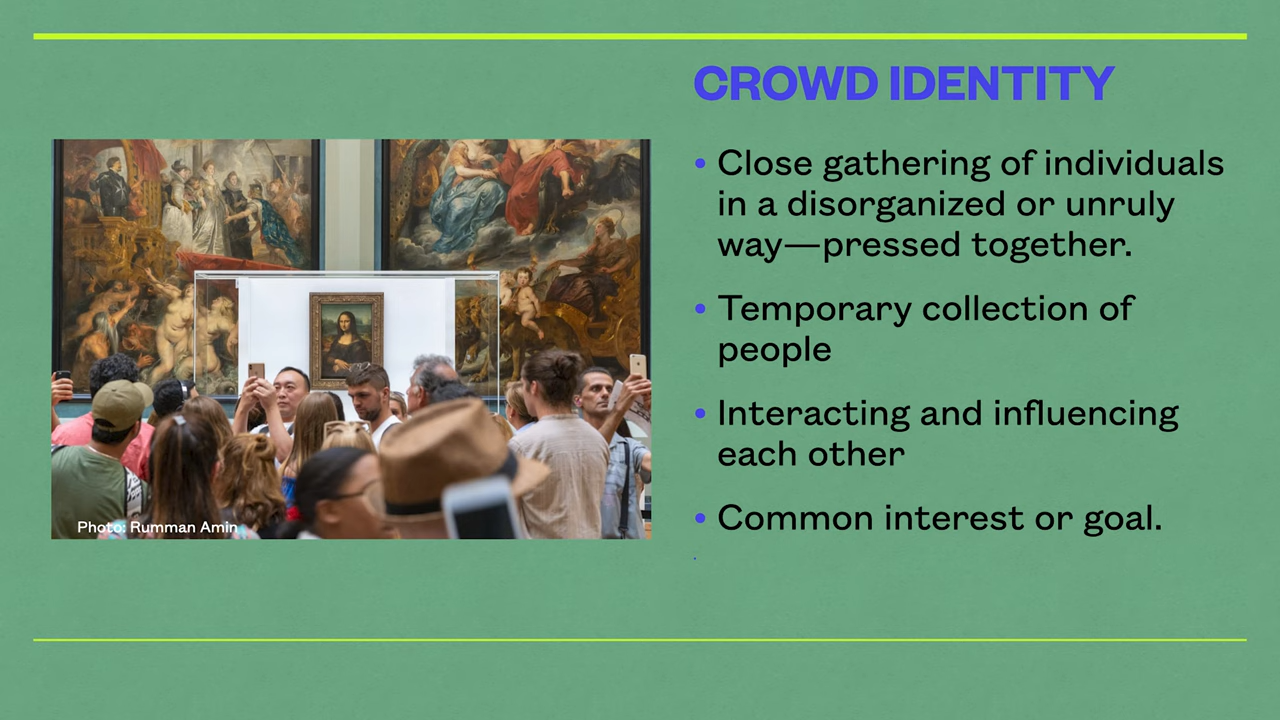 CROWD IDENTITY
• Close gathering of individuals
in a disorganized or unruly
way—pressed together.
• Temporary collection of
people
• Interacting and influencing
each other
• Common interest or goal.
Photo: Rumman Amin